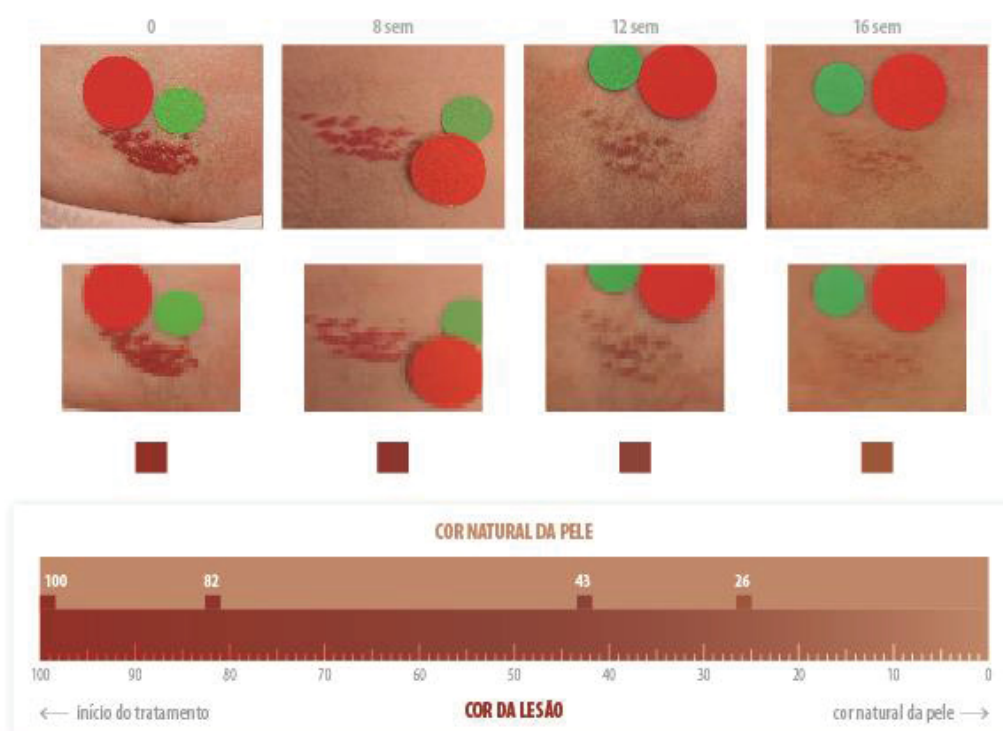 0 8 sem 12 sem 16 sem
COR NATURAL DA PELE
100 82 43 26
100 90 80 70 60 50 40 30 20 10 0
← início do tratamento COR DA LESÃO cor natural da pele →